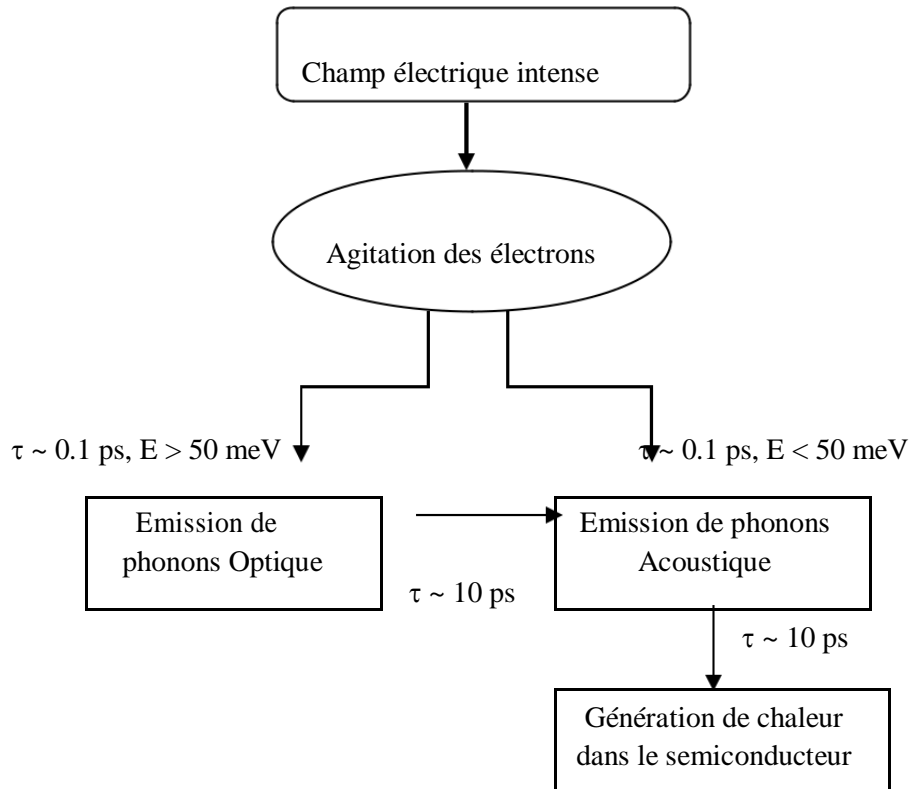 Champ électrique intense
Agitation des électrons
τ ~ 0.1 ps, E > 50 meV
τ ~ 0.1 ps, E < 50 meV
Emission de
phonons Optique
Emission de phonons
Acoustique
τ ~ 10 ps
τ ~ 10 ps
Génération de chaleur
dans le semiconducteur